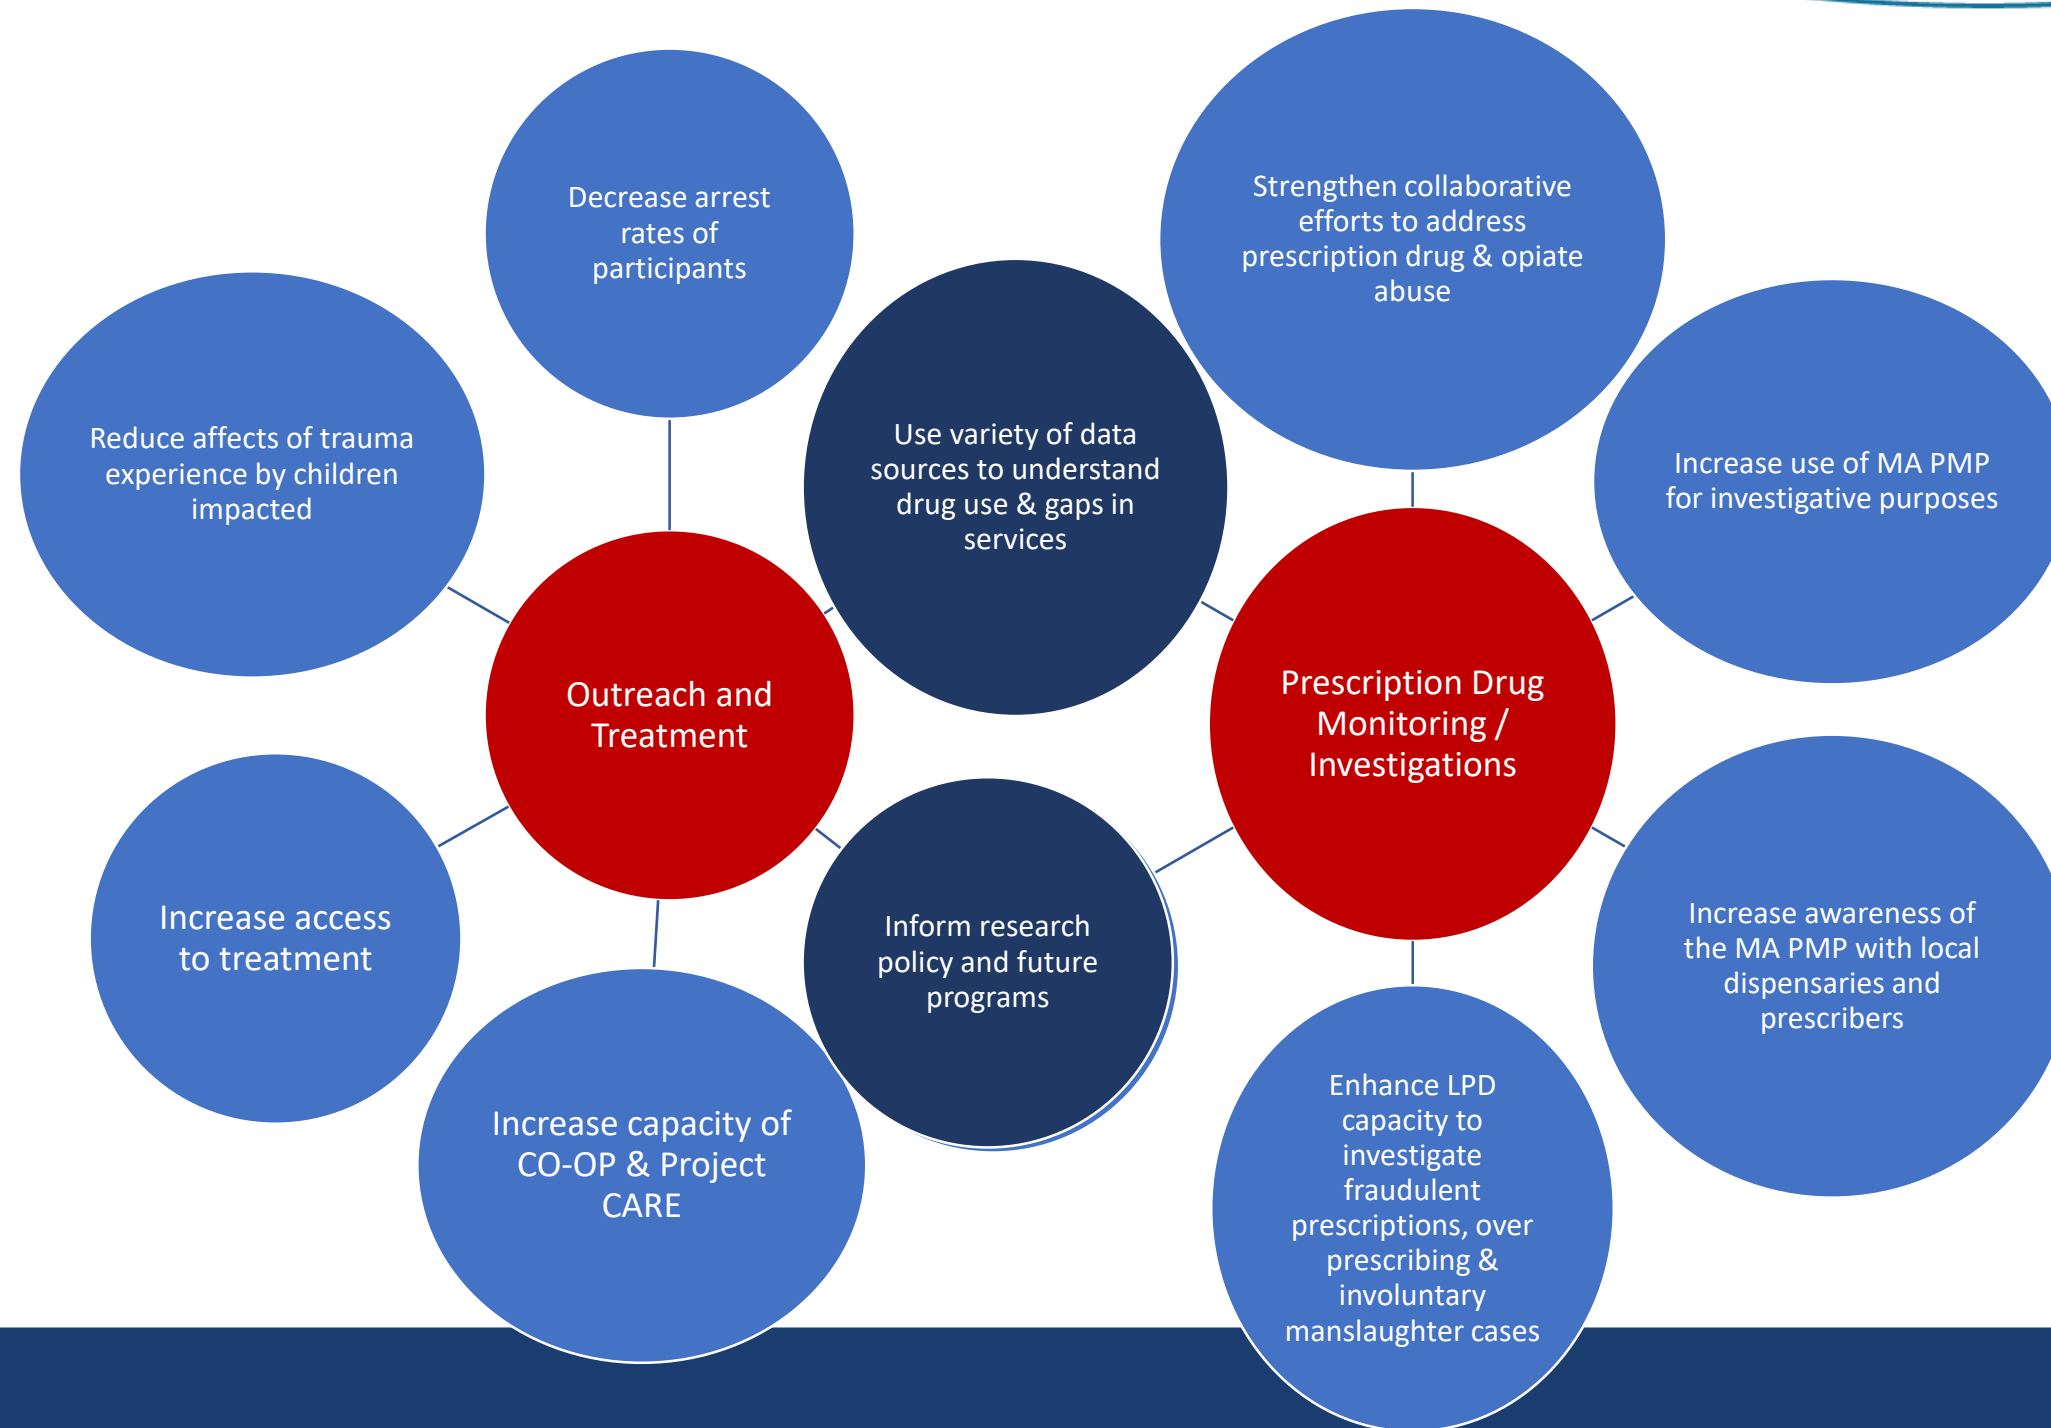 Decrease arrest
rates of
participants
Strengthen collaborative
efforts to address
prescription drug & opiate
abuse
Reduce affects of trauma
experience by children
impacted
Use variety of data
sources to understand
drug use & gaps in
services
Increase use of MA PMP
for investigative purposes
Outreach and
Treatment
Prescription Drug
Monitoring /
Investigations
Increase access
to treatment
Inform research
policy and future
programs
Increase awareness of
the MA PMP with local
dispensaries and
prescribers
Increase capacity of
CO-OP & Project
CARE
Enhance LPD
capacity to
investigate
fraudulent
prescriptions, over
prescribing &
involuntary
manslaughter cases